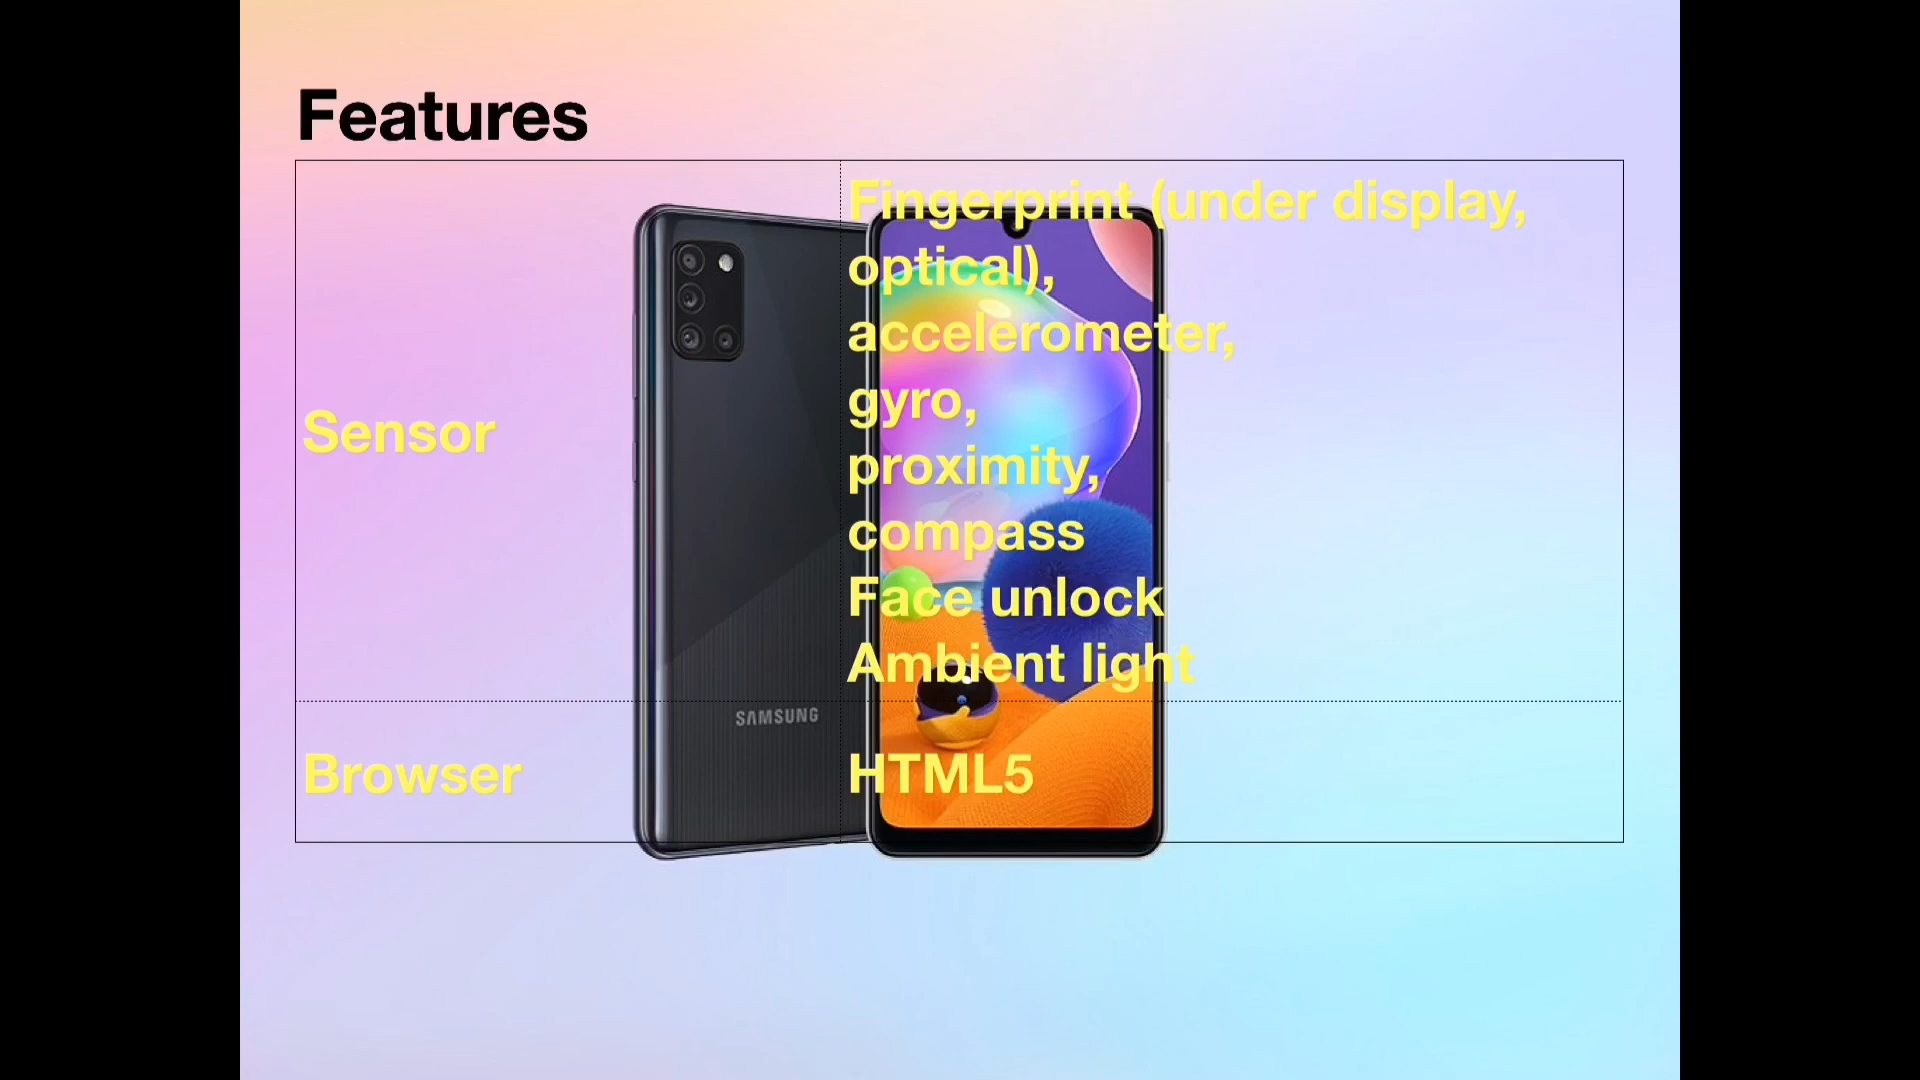 Features
Sensor
Fingerprint (under display,
optical),
accelerometer,
gyro,
proximity,
compass
Face unlock
Ambient light
SAMSUNG
Browser
HTML5